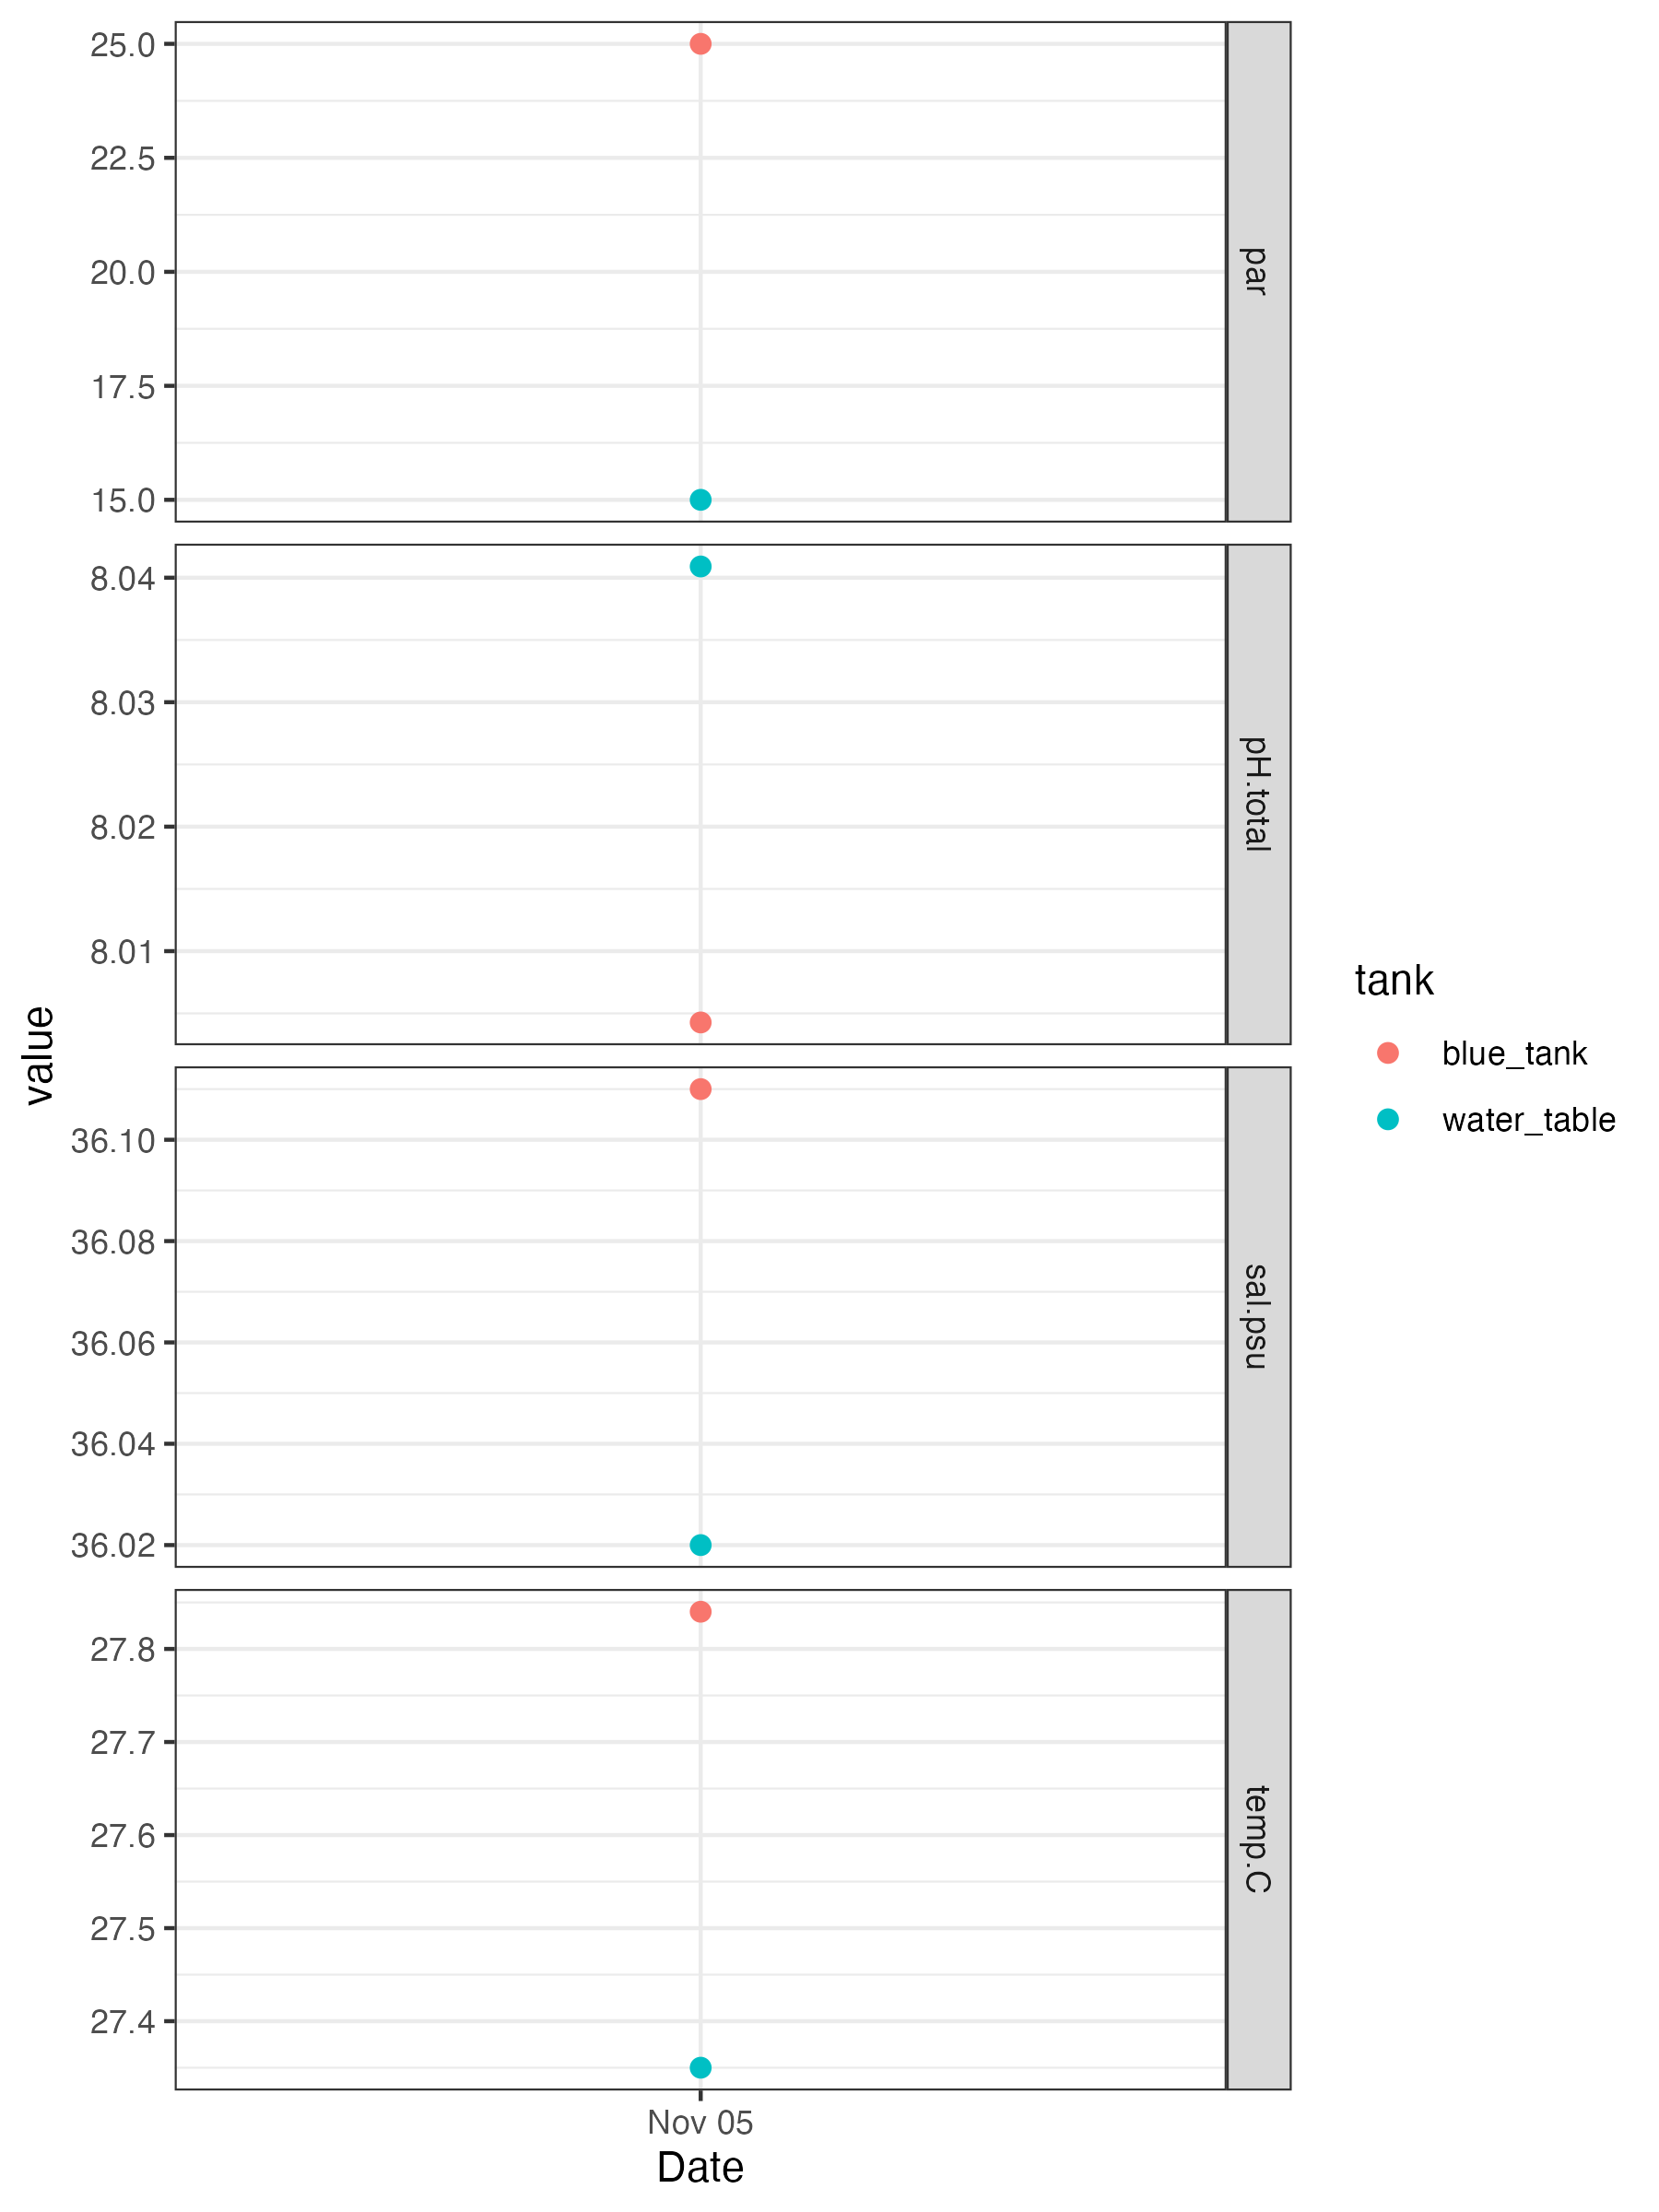 value
25.0
22.5
20.0
17.5
15.0
par
8.04
8.03
8.02
8.01
pH.total
36.10
36.08
36.06
36.04
36.02
sal.psu
27.8
27.7
27.6
27.5
27.4
temp.C
Nov 05
Date
tank
blue_tank
water_table